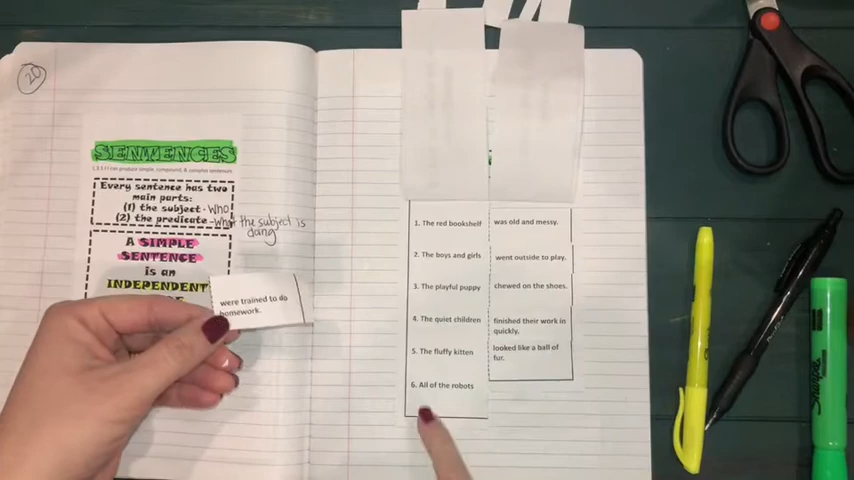 20
SENTENCES
Every sentence has two
main parts:
(1) the subject - WHO
(2) the predicate - what the subject is
doing
A SIMPLE
SENTENCE
is an
INDEPENDENT
were trained to do
homework.
1. The red bookshelf was old and messy.
2. The boys and girls went outside to play.
3. The playful puppy chewed on the shoes.
4. The quiet children finished their work in
quickly.
5. The fluffy kitten looked like a ball of
fur.
6. All of the robots
Sharpie